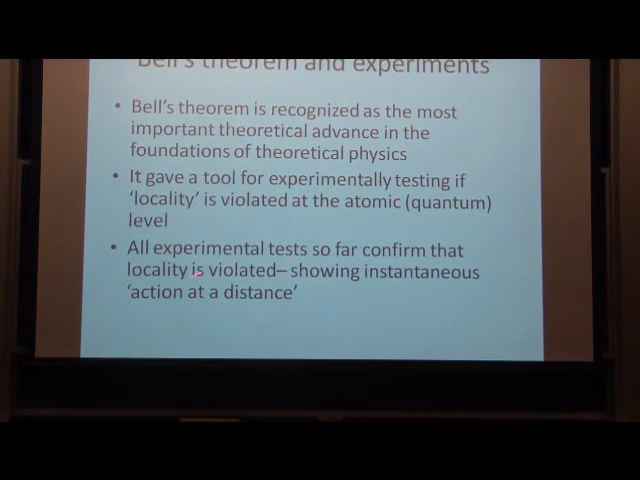 Bell's theorem and experiments
• Bell's theorem is recognized as the most
important theoretical advance in the
foundations of theoretical physics
• It gave a tool for experimentally testing if
'locality' is violated at the atomic (quantum)
level
• All experimental tests so far confirm that
locality is violated– showing instantaneous
'action at a distance'